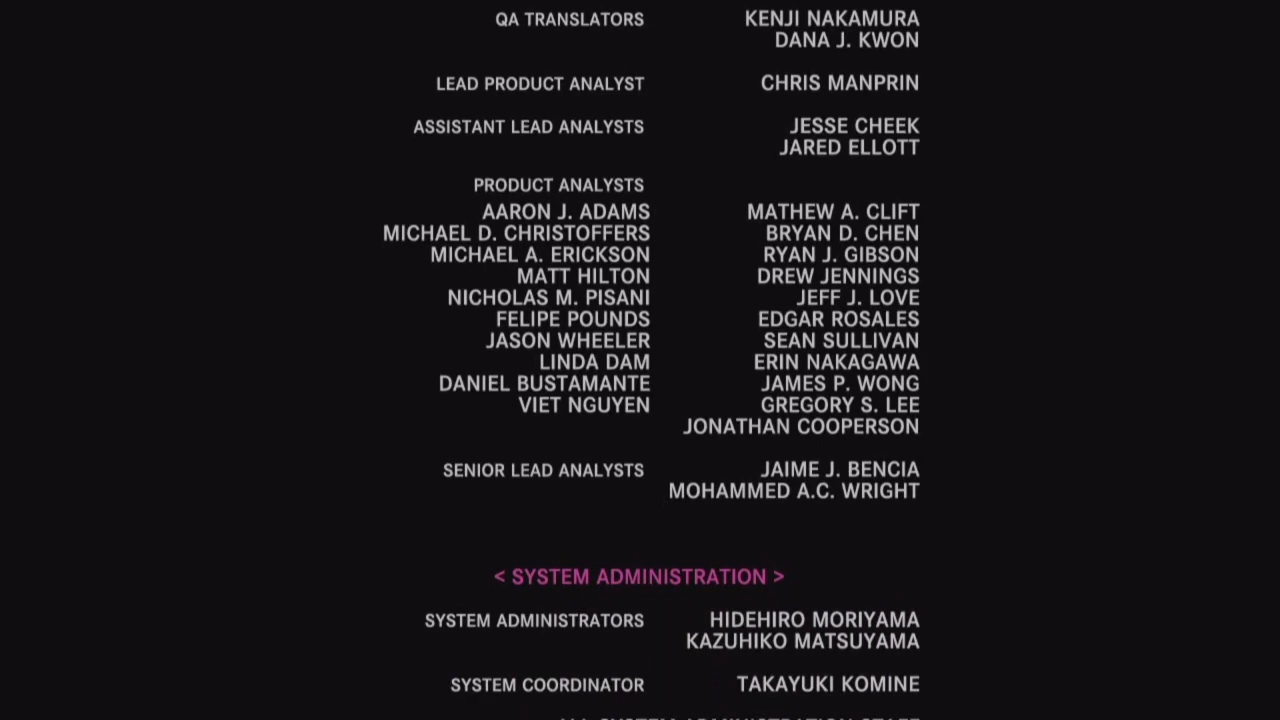 QA TRANSLATORS KENJI NAKAMURA
DANA J. KWON
LEAD PRODUCT ANALYST CHRIS MANPRIN
ASSISTANT LEAD ANALYSTS JESSE CHEEK
JARED ELLOTT
PRODUCT ANALYSTS
AARON J. ADAMS MATHEW A. CLIFT
MICHAEL D. CHRISTOFFERS BRYAN D. CHEN
MICHAEL A. ERICKSON RYAN J. GIBSON
MATT HILTON DREW JENNINGS
NICHOLAS M. PISANI JEFF J. LOVE
FELIPE POUNDS EDGAR ROSALES
JASON WHEELER SEAN SULLIVAN
LINDA DAM ERIN NAKAGAWA
DANIEL BUSTAMANTE JAMES P. WONG
VIET NGUYEN GREGORY S. LEE
JONATHAN COOPERSON
SENIOR LEAD ANALYSTS JAIME J. BENCIA
MOHAMMED A.C. WRIGHT
< SYSTEM ADMINISTRATION >
SYSTEM ADMINISTRATORS HIDEHIRO MORIYAMA
KAZUHIKO MATSUYAMA
SYSTEM COORDINATOR TAKAYUKI KOMINE